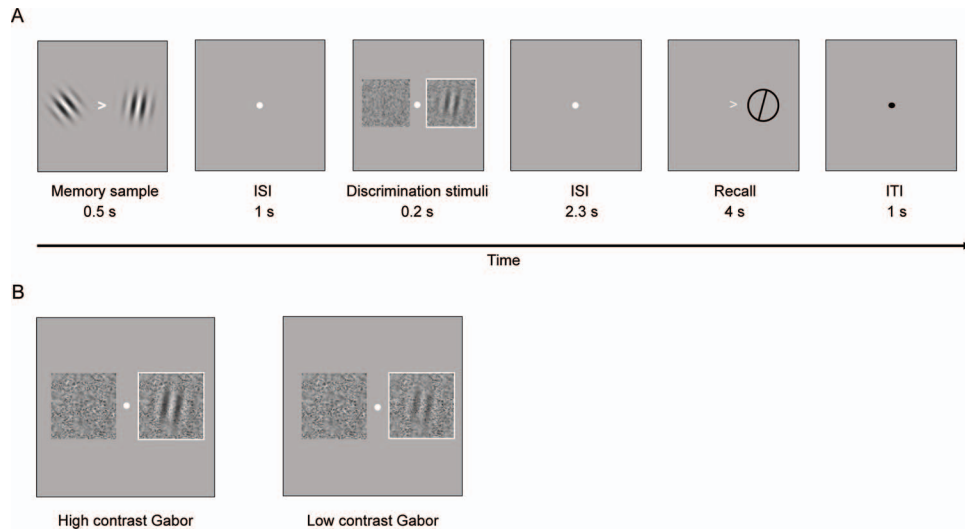 A
>
>
Memory sample
ISI
Discrimination stimuli
ISI
Recall
ITI
0.5 s
1 s
0.2 s
2.3 s
4 s
1 s
Time
B
High contrast Gabor
Low contrast Gabor